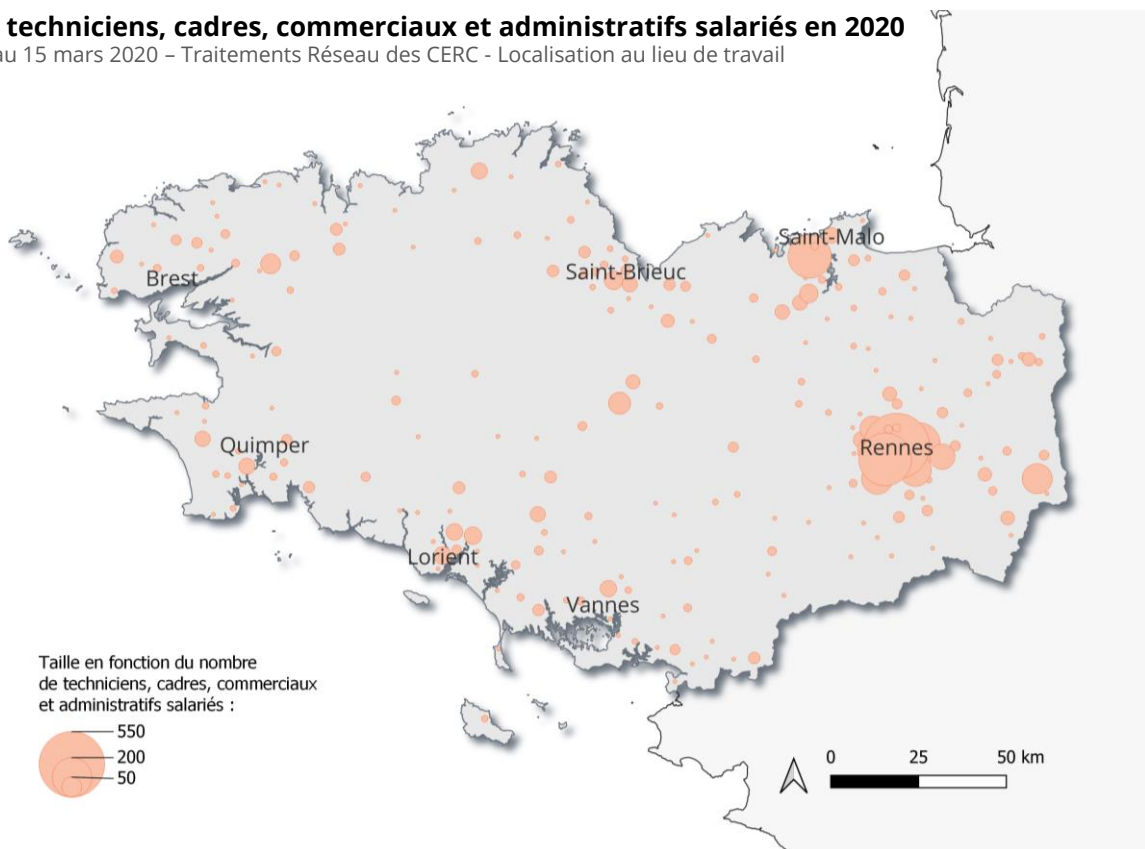 techniciens, cadres, commerciaux et administratifs salariés en 2020
au 15 mars 2020 – Traitements Réseau des CERC - Localisation au lieu de travail
Saint-Malo
Saint-Brieuc
Brest
Quimper
Rennes
Lorient
Vannes
Taille en fonction du nombre
de techniciens, cadres, commerciaux
et administratifs salariés :
550
200
50
0 25 50 km